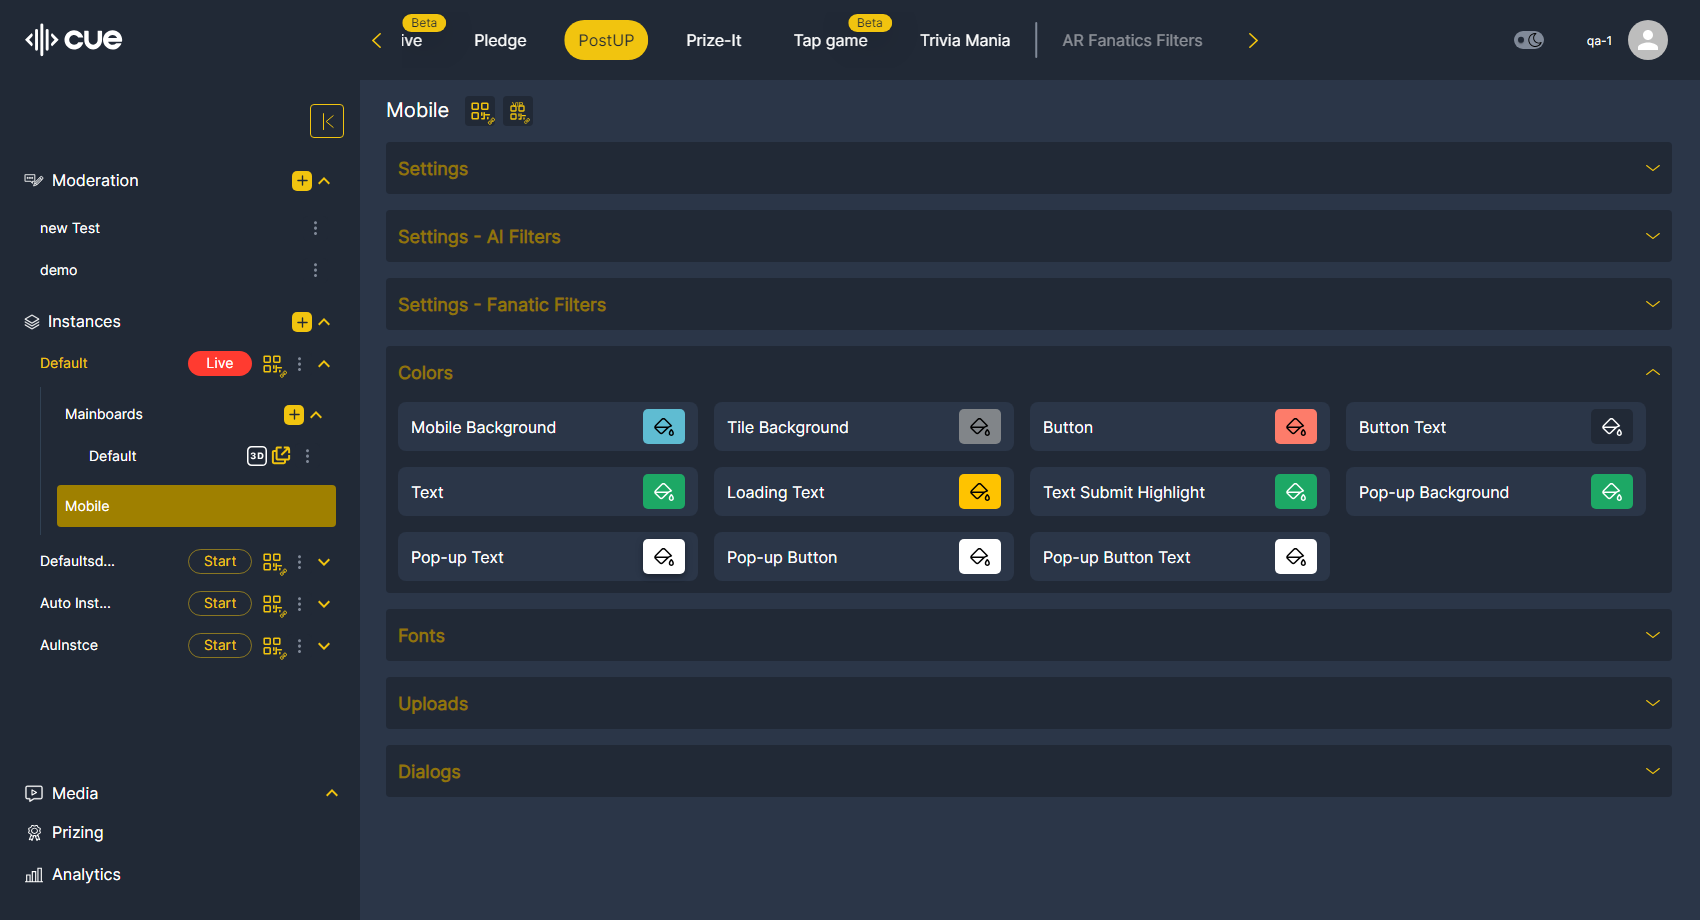 cue
Beta
ive
Pledge
PostUP
Prize-It
Beta
Tap game
Trivia Mania
AR Fanatics Filters
qa-1
Moderation
new Test
demo
Instances
Default
Live
Mainboards
Default
3D
Mobile
Defaultsd...
Start
Auto Inst...
Start
AuInstce
Start
Media
Prizing
Analytics
Mobile
VIP
Settings
Settings - AI Filters
Settings - Fanatic Filters
Colors
Mobile Background
Tile Background
Button
Button Text
Text
Loading Text
Text Submit Highlight
Pop-up Background
Pop-up Text
Pop-up Button
Pop-up Button Text
Fonts
Uploads
Dialogs